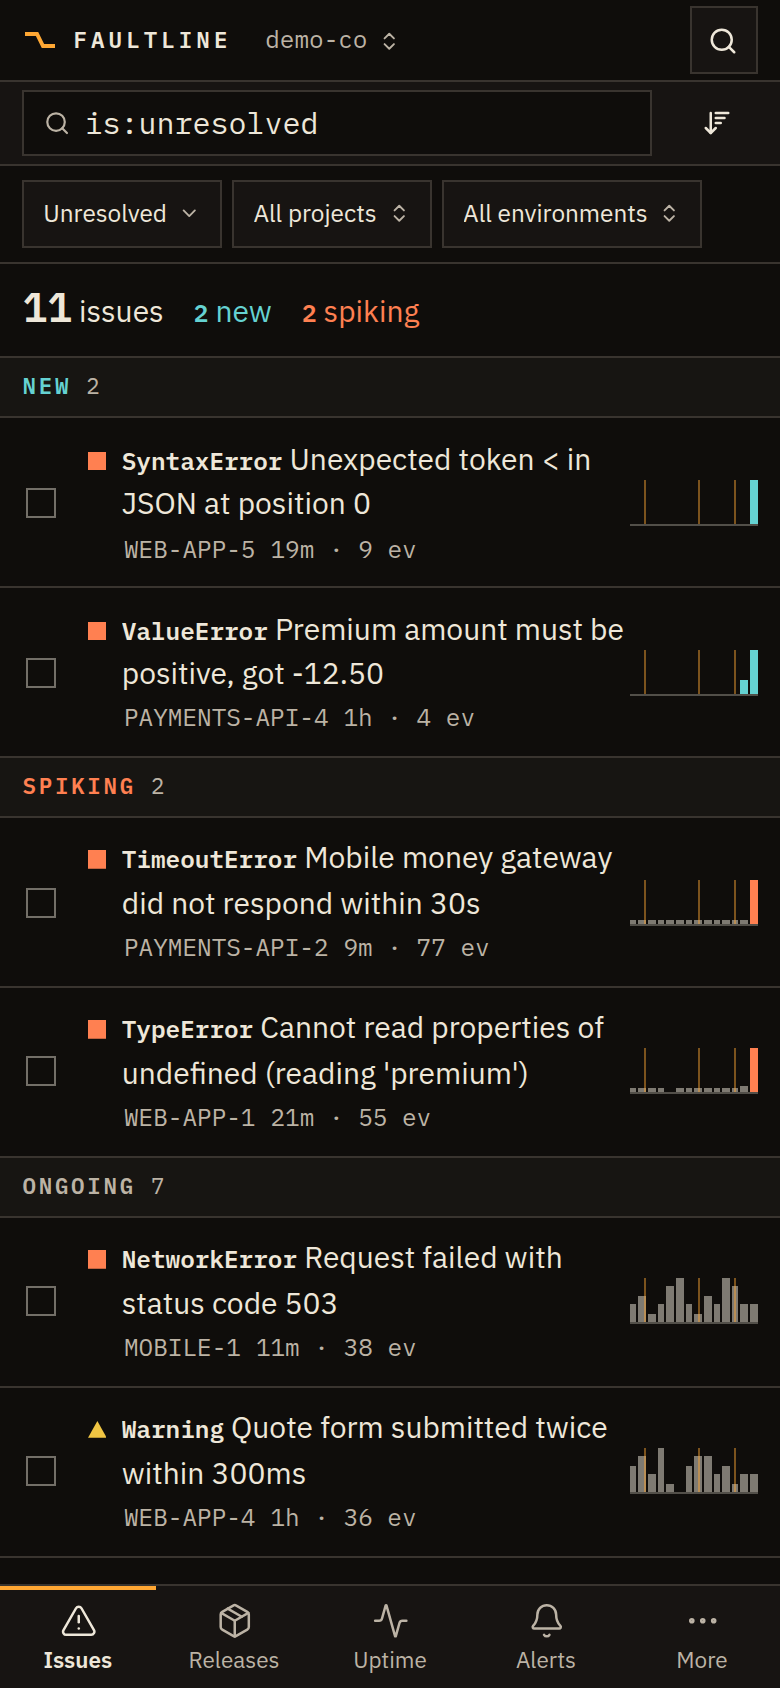 FAULTLINE demo-co
is:unresolved
Unresolved All projects All environments
11 issues 2 new 2 spiking
NEW 2
SyntaxError Unexpected token < in
JSON at position 0
WEB-APP-5 19m · 9 ev
ValueError Premium amount must be
positive, got -12.50
PAYMENTS-API-4 1h · 4 ev
SPIKING 2
TimeoutError Mobile money gateway
did not respond within 30s
PAYMENTS-API-2 9m · 77 ev
TypeError Cannot read properties of
undefined (reading 'premium')
WEB-APP-1 21m · 55 ev
ONGOING 7
NetworkError Request failed with
status code 503
MOBILE-1 11m · 38 ev
Warning Quote form submitted twice
within 300ms
WEB-APP-4 1h · 36 ev
Issues Releases Uptime Alerts More